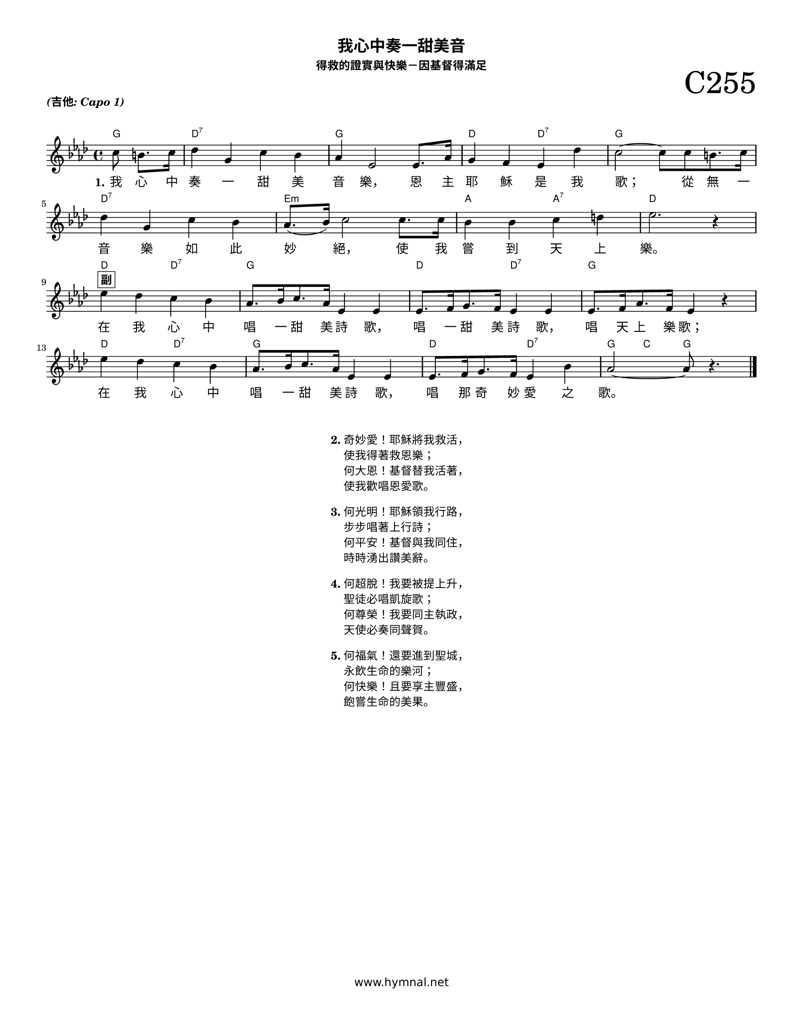 我心中奏一甜美音
得救的證實與快樂－因基督得滿足
C255
(吉他: Capo 1)
G D7 G D D7 G
1. 我 心 中 奏 一 甜 美 音 樂， 恩 主 耶 穌 是 我 歌； 從 無 一
5 D7 Em A A7 D
音 樂 如 此 妙 絕， 使 我 嘗 到 天 上 樂。
D D7 G D D7 G
9 副
在 我 心 中 唱 一 甜 美 詩 歌， 唱 一 甜 美 詩 歌， 唱 天 上 樂 歌；
13 D D7 G D D7 G C G
在 我 心 中 唱 一 甜 美 詩 歌， 唱 那 奇 妙 愛 之 歌。
2. 奇妙愛！耶穌將我救活，
使我得著救恩樂；
何大恩！基督替我活著，
使我歡唱恩愛歌。
3. 何光明！耶穌領我行路，
步步唱著上行詩；
何平安！基督與我同住，
時時湧出讚美辭。
4. 何超脫！我要被提上升，
聖徒必唱凱旋歌；
何尊榮！我要同主執政，
天使必奏同聲賀。
5. 何福氣！還要進到聖城，
永飲生命的樂河；
何快樂！且要享主豐盛，
飽嘗生命的美果。
www.hymnal.net